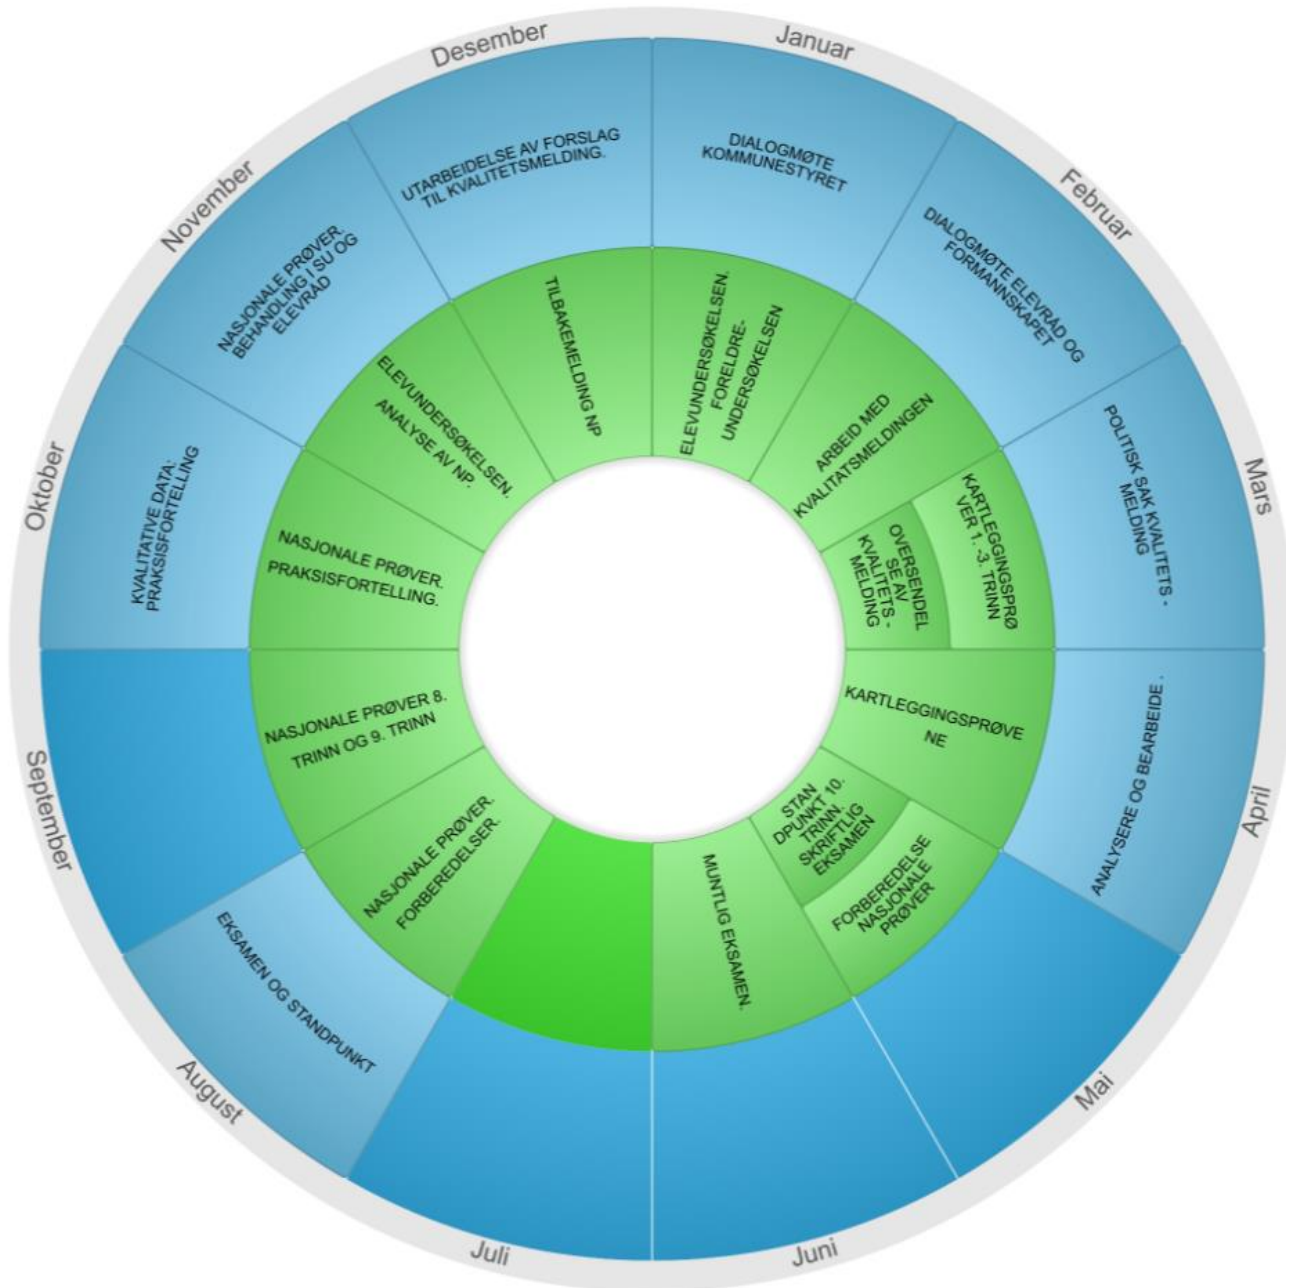 Januar
DIALOGMØTE
KOMMUNESTYRET
ELEVUNDERSØKELSEN.
FORELDRE-
UNDERSØKELSEN
Februar
DIALOGMØTE ELEVRÅD OG
FORMANNSKAPET
ARBEID MED
KVALITATSMELDINGEN
Mars
POLITISK SAK KVALITETS -
MELDING
KARTLEGGINGSPRØ
VER 1. -3. TRINN
OVERSENDEL
SE AV
KVALITETS -
MELDING
April
ANALYSERE OG BEARBEIDE .
KARTLEGGINGSPRØVE
NE
Mai
FORBEREDELSE
NASJONALE
PRØVER
STAN
DPUNKT 10.
TRINN.
SKRIFTLIG
EKSAMEN
Juni
MUNTLIG EKSAMEN.
Juli
August
EKSAMEN OG STANDPUNKT
NASJONALE PRØVER.
FORBEREDELSER.
September
NASJONALE PRØVER 8.
TRINN OG 9. TRINN
Oktober
KVALITATIVE DATA:
PRAKSISFORTELLING
NASJONALE PRØVER.
PRAKSISFORTELLING.
November
NASJONALE PRØVER.
BEHANDLING I SU OG
ELEVRÅD
ELEVUNDERSØKELSEN.
ANALYSE AV NP.
Desember
UTARBEIDELSE AV FORSLAG
TIL KVALITETSMELDING.
TILBAKEMELDING NP